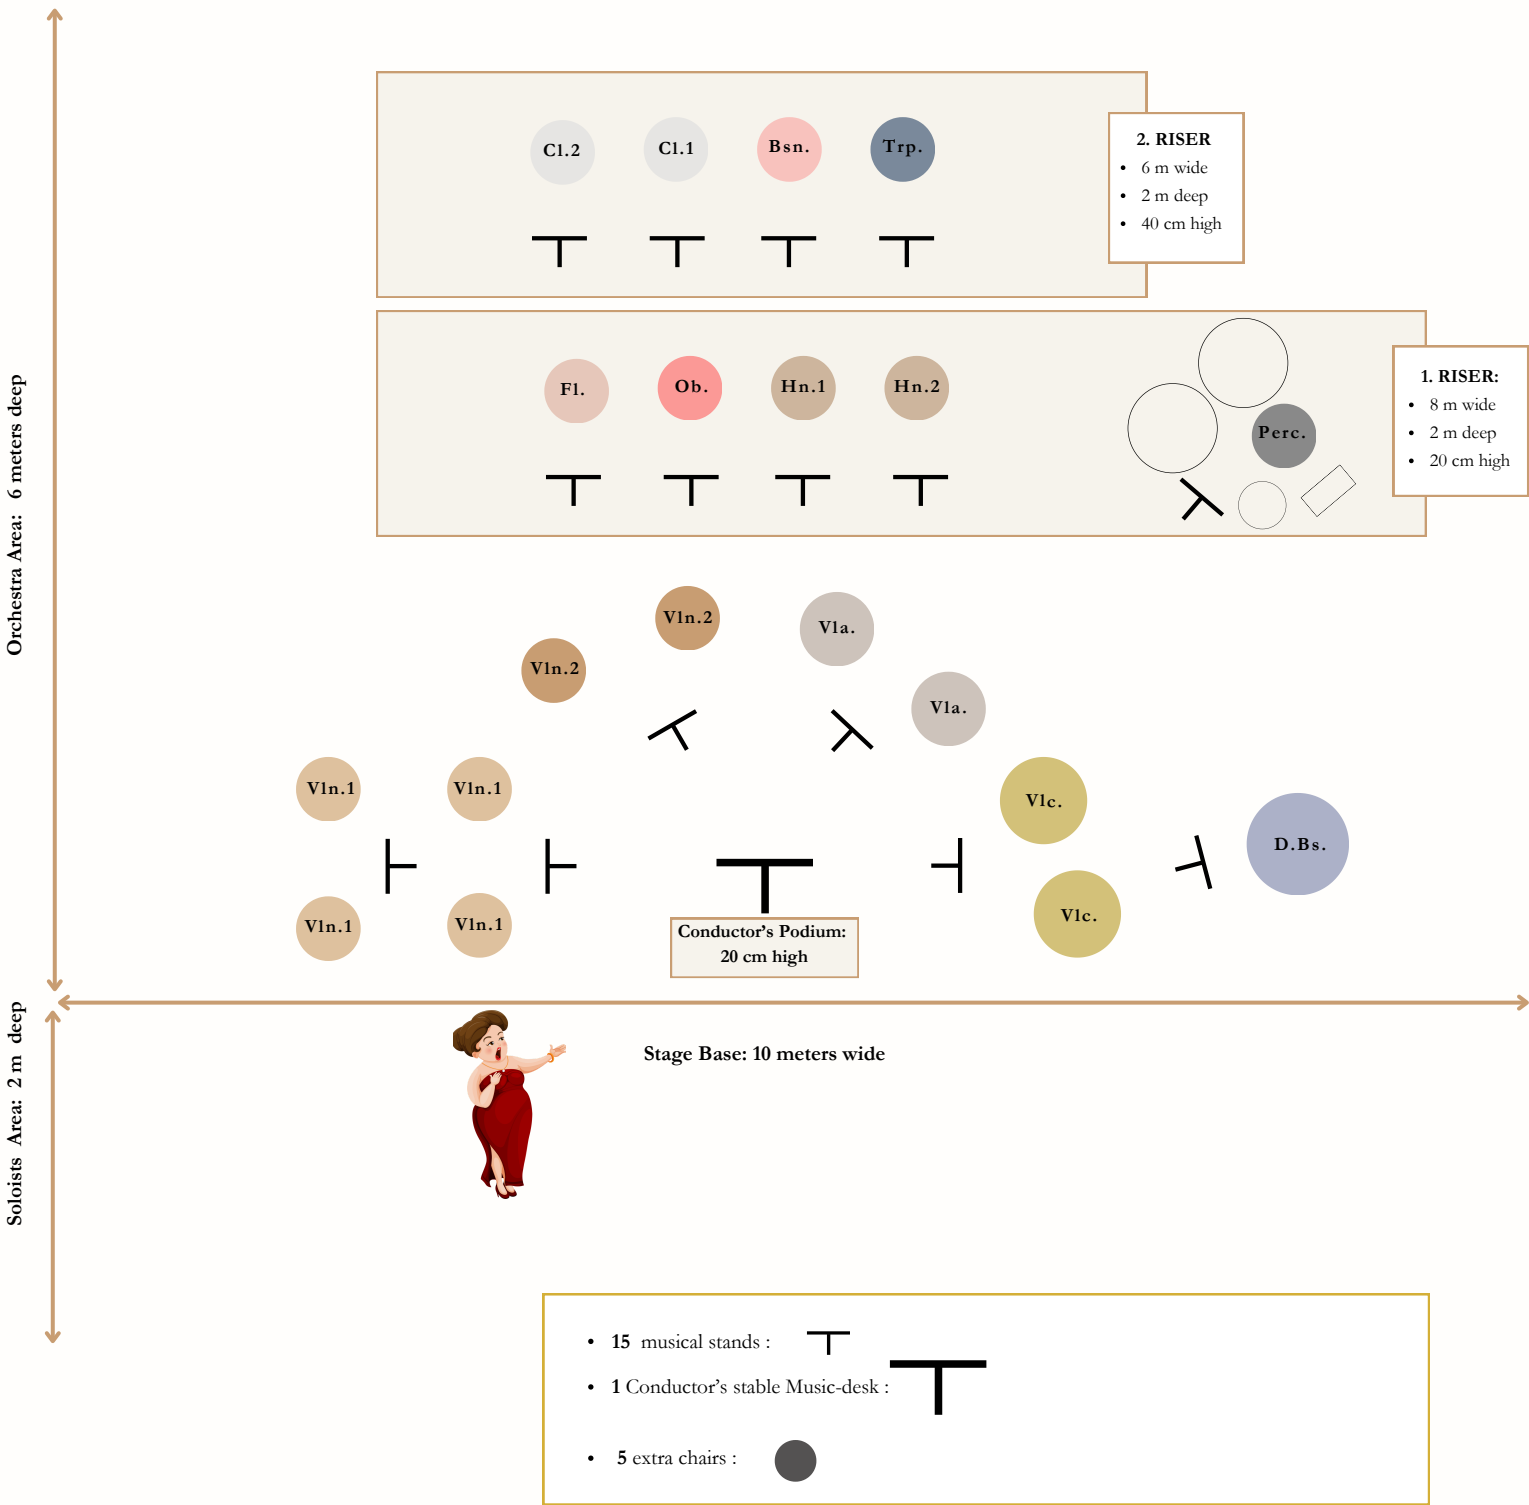 Cl.2
Cl.1
Bsn.
Trp.
2. RISER
• 6 m wide
• 2 m deep
• 40 cm high
Fl.
Ob.
Hn.1
Hn.2
Perc.
1. RISER:
• 8 m wide
• 2 m deep
• 20 cm high
Orchestra Area: 6 meters deep
Vln.2
Vln.2
Vla.
Vla.
Vln.1
Vln.1
Vlc.
D.Bs.
Vln.1
Vln.1
Vlc.
Conductor's Podium:
20 cm high
Soloists Area: 2 m deep
Stage Base: 10 meters wide
• 15 musical stands :
• 1 Conductor's stable Music-desk :
• 5 extra chairs :